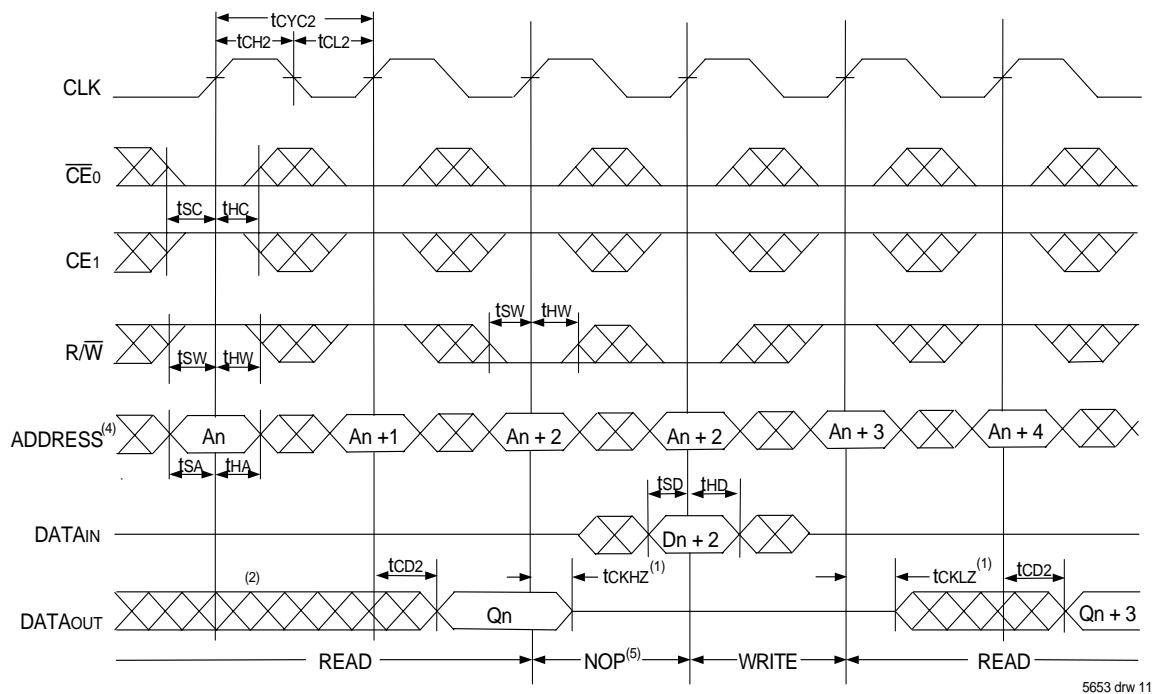 tCYC2
tCH2 tCL2
CLK
CE0
tSC tHC
CE1
tSW tHW
R/W
tSW tHW
ADDRESS(4) An An +1 An + 2 An + 2 An + 3 An + 4
tSA tHA
tSD tHD
DATAIN Dn + 2
tCD2 tCKHZ(1) tCKLZ(1) tCD2
(2)
DATAOUT Qn Qn + 3
READ NOP(5) WRITE READ
5653 drw 11